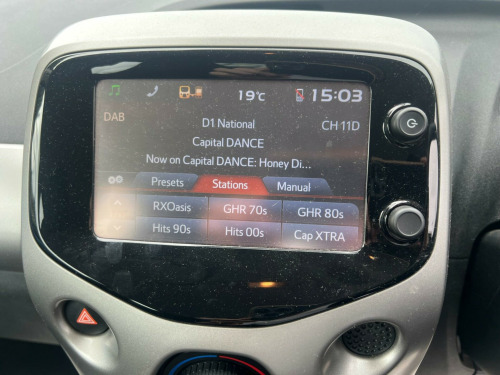 19°C 15:03
DAB D1 National CH 11D
Capital DANCE
Now on Capital DANCE: Honey Di...
Presets Stations Manual
RXOasis GHR 70s GHR 80s
Hits 90s Hits 00s Cap XTRA